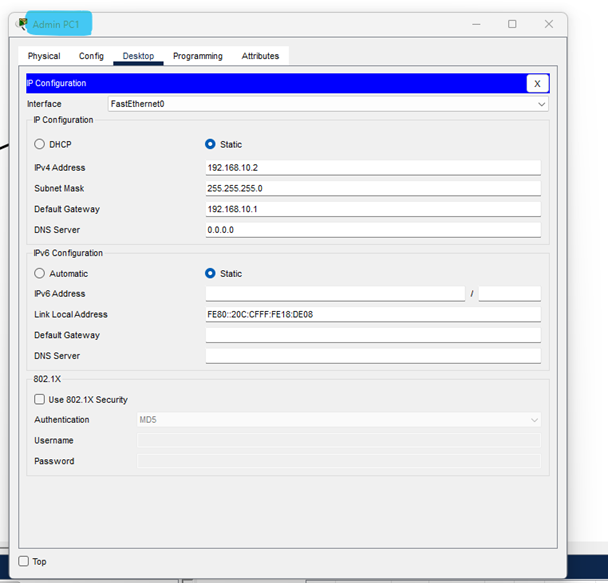 Admin PC1
Physical Config Desktop Programming Attributes
IP Configuration X
Interface FastEthernet0
IP Configuration
DHCP Static
IPv4 Address 192.168.10.2
Subnet Mask 255.255.255.0
Default Gateway 192.168.10.1
DNS Server 0.0.0.0
IPv6 Configuration
Automatic Static
IPv6 Address /
Link Local Address FE80::20C:CFFF:FE18:DE08
Default Gateway
DNS Server
802.1X
Use 802.1X Security
Authentication MD5
Username
Password
Top